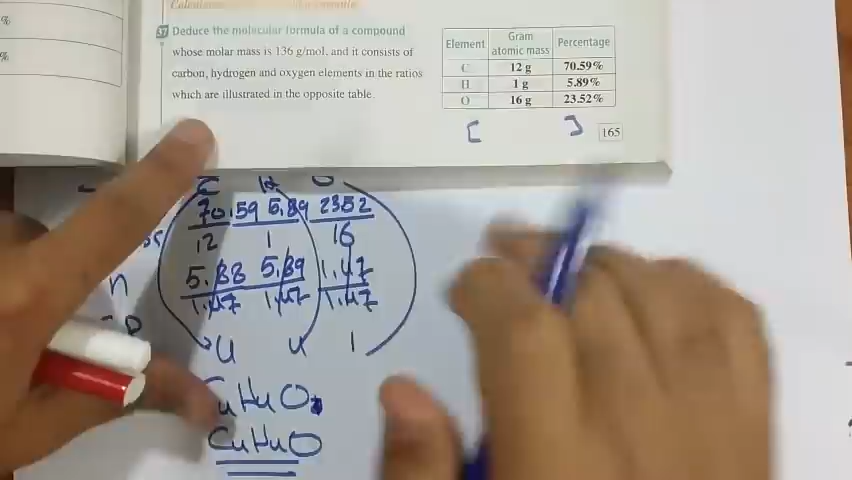 %
%
37 Deduce the molecular formula of a compound
whose molar mass is 136 g/mol, and it consists of
carbon, hydrogen and oxygen elements in the ratios
which are illustrated in the opposite table.
Element Gram atomic mass Percentage
C 12 g 70.59%
H 1 g 5.89%
O 16 g 23.52%
[ ]
165
C H O
70.59 5.89 2352
12 1 16
n 5.88 5.89 1.47
1.47 1.47 1.47
4 4 1
C4H4O
C4H4O